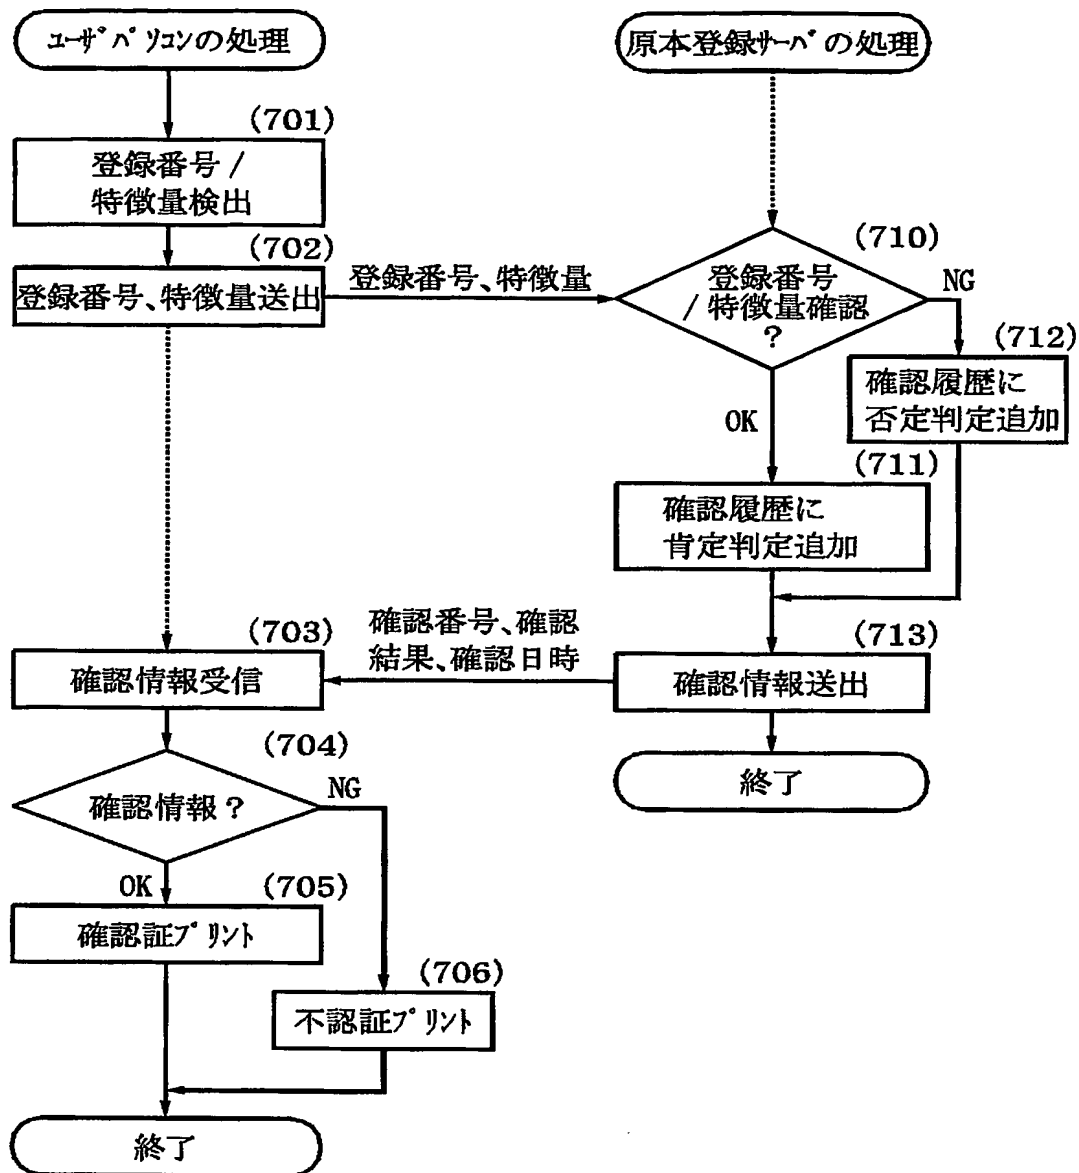 ﾕｰｻﾞﾊﾟｿｺﾝの処理
(701)
登録番号 /
特徴量検出
(702)
登録番号、特徴量送出
登録番号、特徴量
(703)
確認情報受信
(704)
確認情報？
NG
OK
(705)
確認証ﾌﾟﾘﾝﾄ
(706)
不認証ﾌﾟﾘﾝﾄ
終了
原本登録ｻｰﾊﾞの処理
(710)
登録番号
/ 特徴量確認
？
NG
(712)
確認履歴に
否定判定追加
OK
(711)
確認履歴に
肯定判定追加
確認番号、確認
結果、確認日時
(713)
確認情報送出
終了